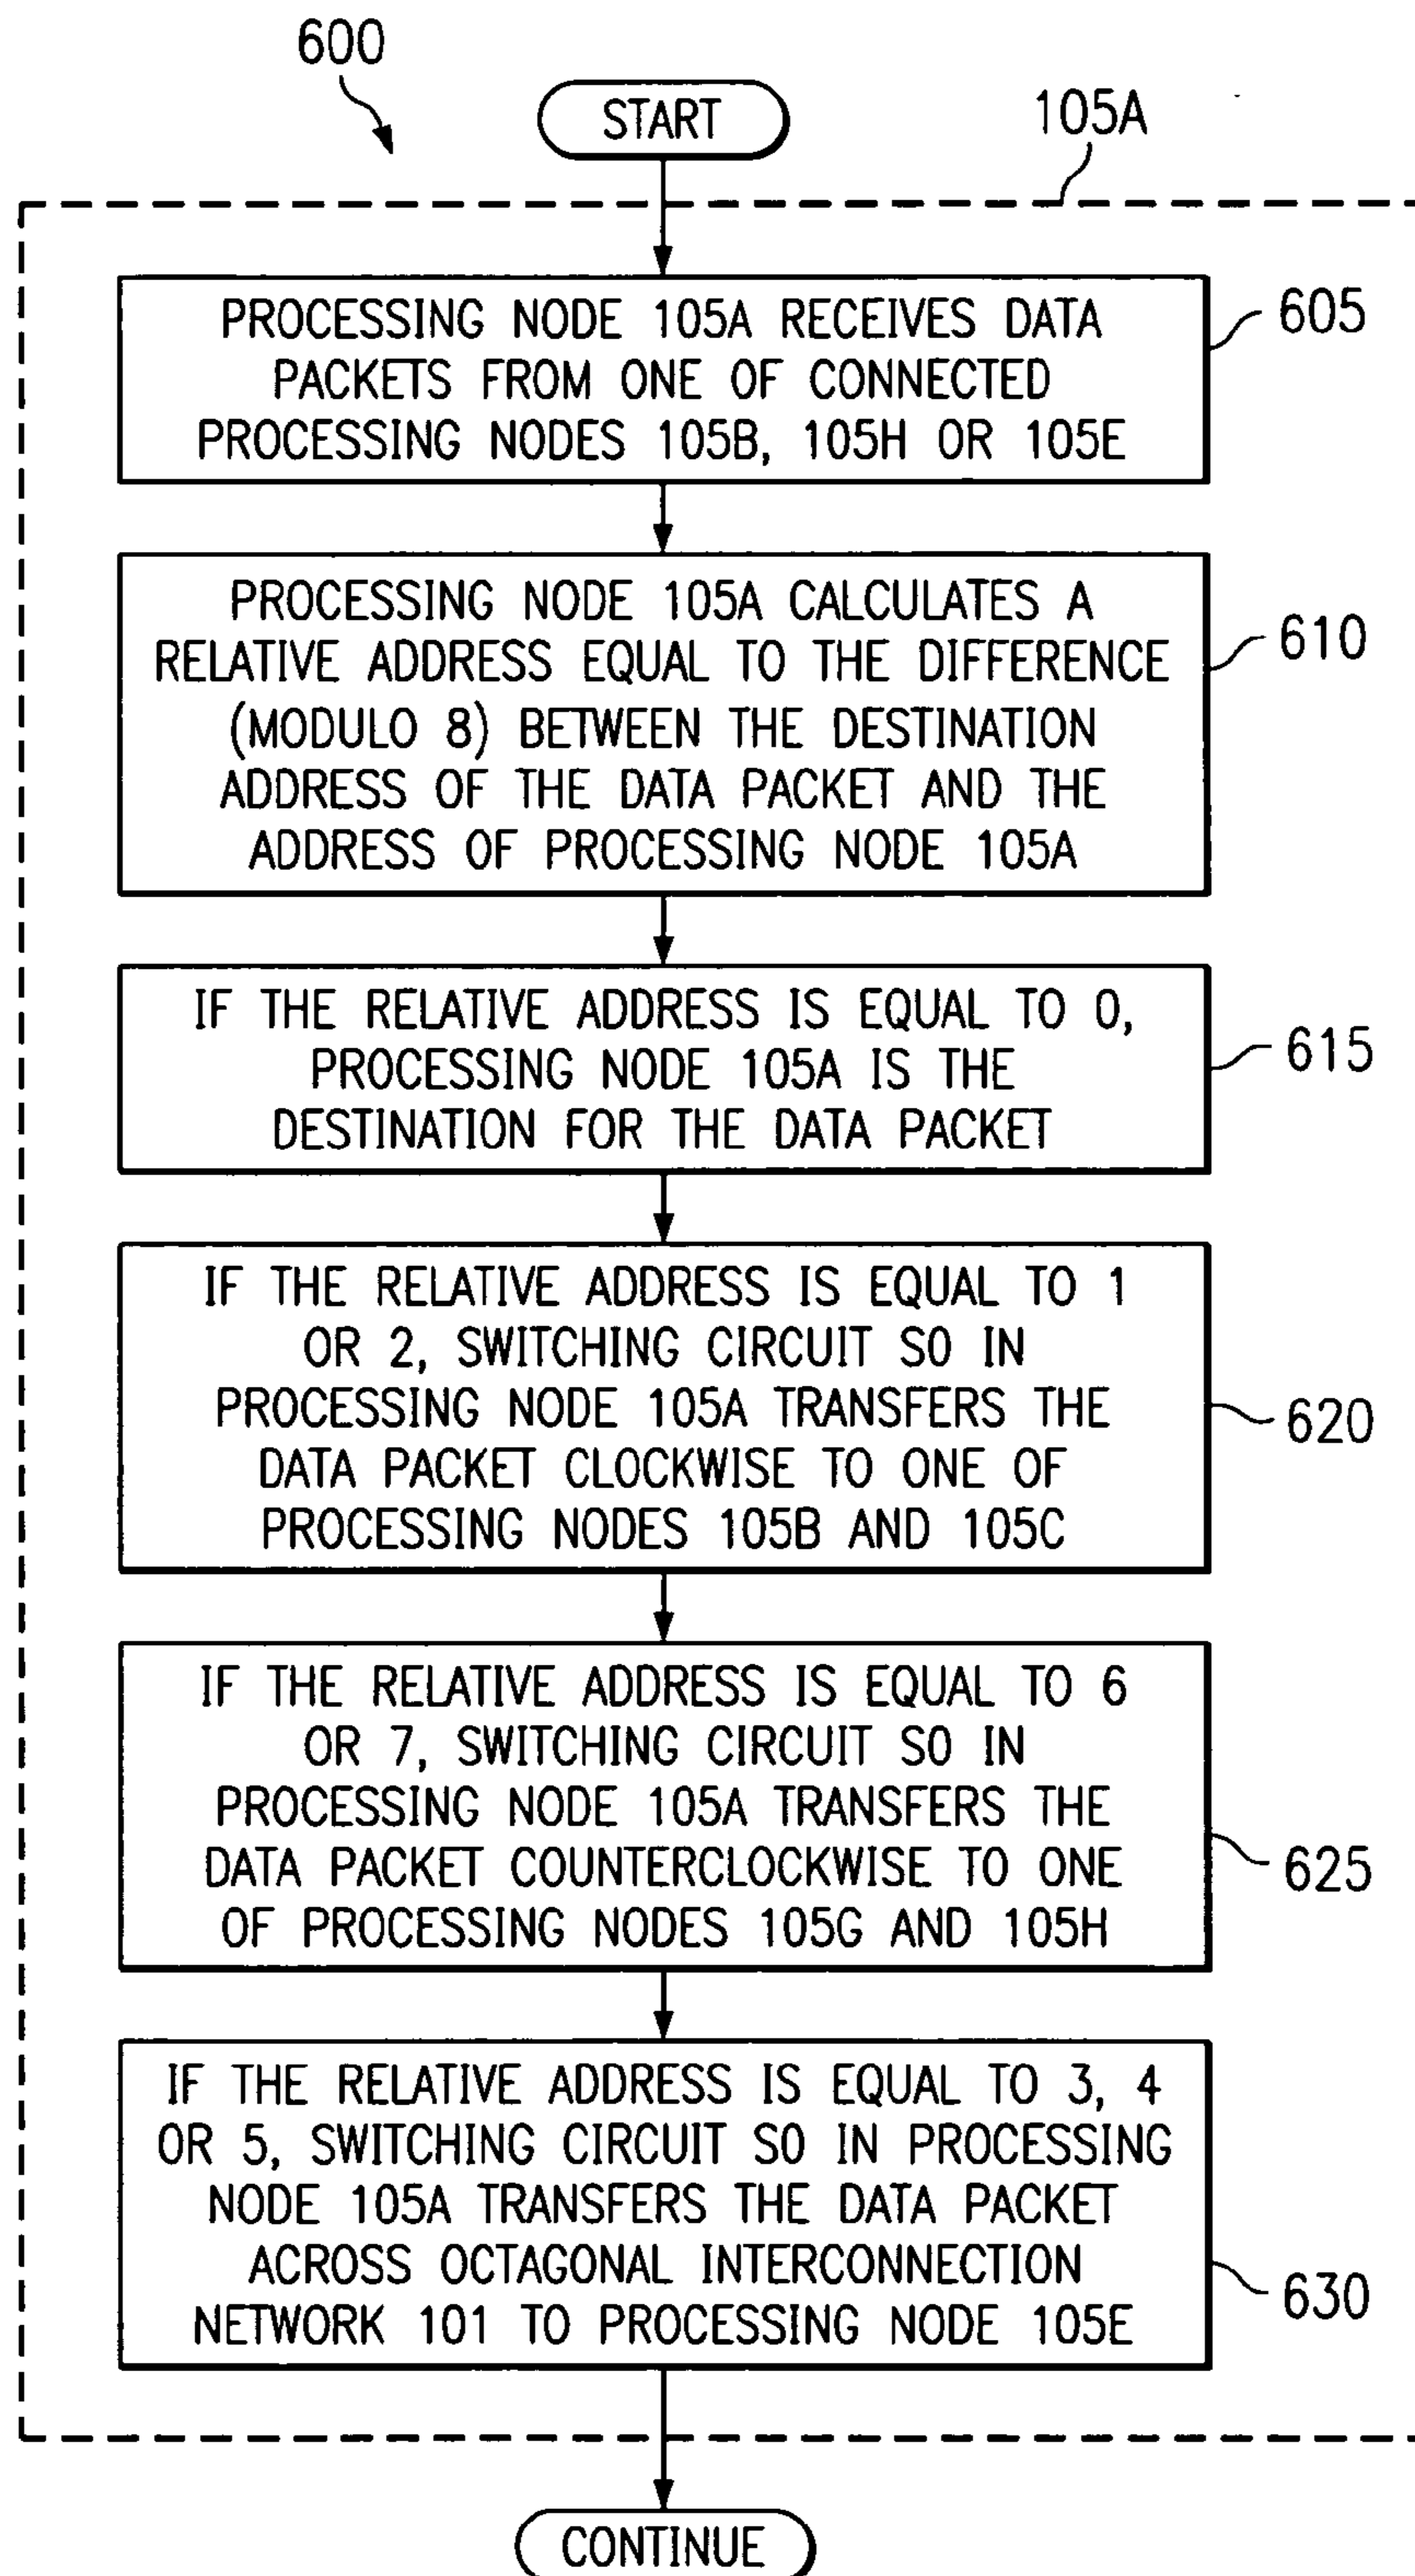 600
START
105A
PROCESSING NODE 105A RECEIVES DATA
PACKETS FROM ONE OF CONNECTED
PROCESSING NODES 105B, 105H OR 105E
605
PROCESSING NODE 105A CALCULATES A
RELATIVE ADDRESS EQUAL TO THE DIFFERENCE
(MODULO 8) BETWEEN THE DESTINATION
ADDRESS OF THE DATA PACKET AND THE
ADDRESS OF PROCESSING NODE 105A
610
IF THE RELATIVE ADDRESS IS EQUAL TO 0,
PROCESSING NODE 105A IS THE
DESTINATION FOR THE DATA PACKET
615
IF THE RELATIVE ADDRESS IS EQUAL TO 1
OR 2, SWITCHING CIRCUIT S0 IN
PROCESSING NODE 105A TRANSFERS THE
DATA PACKET CLOCKWISE TO ONE OF
PROCESSING NODES 105B AND 105C
620
IF THE RELATIVE ADDRESS IS EQUAL TO 6
OR 7, SWITCHING CIRCUIT S0 IN
PROCESSING NODE 105A TRANSFERS THE
DATA PACKET COUNTERCLOCKWISE TO ONE
OF PROCESSING NODES 105G AND 105H
625
IF THE RELATIVE ADDRESS IS EQUAL TO 3, 4
OR 5, SWITCHING CIRCUIT S0 IN PROCESSING
NODE 105A TRANSFERS THE DATA PACKET
ACROSS OCTAGONAL INTERCONNECTION
NETWORK 101 TO PROCESSING NODE 105E
630
CONTINUE